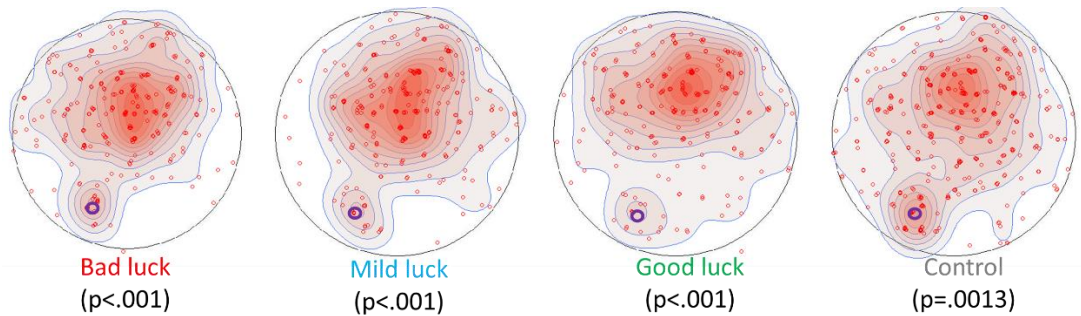 Bad luck
(p<.001)
Mild luck
(p<.001)
Good luck
(p<.001)
Control
(p=.0013)